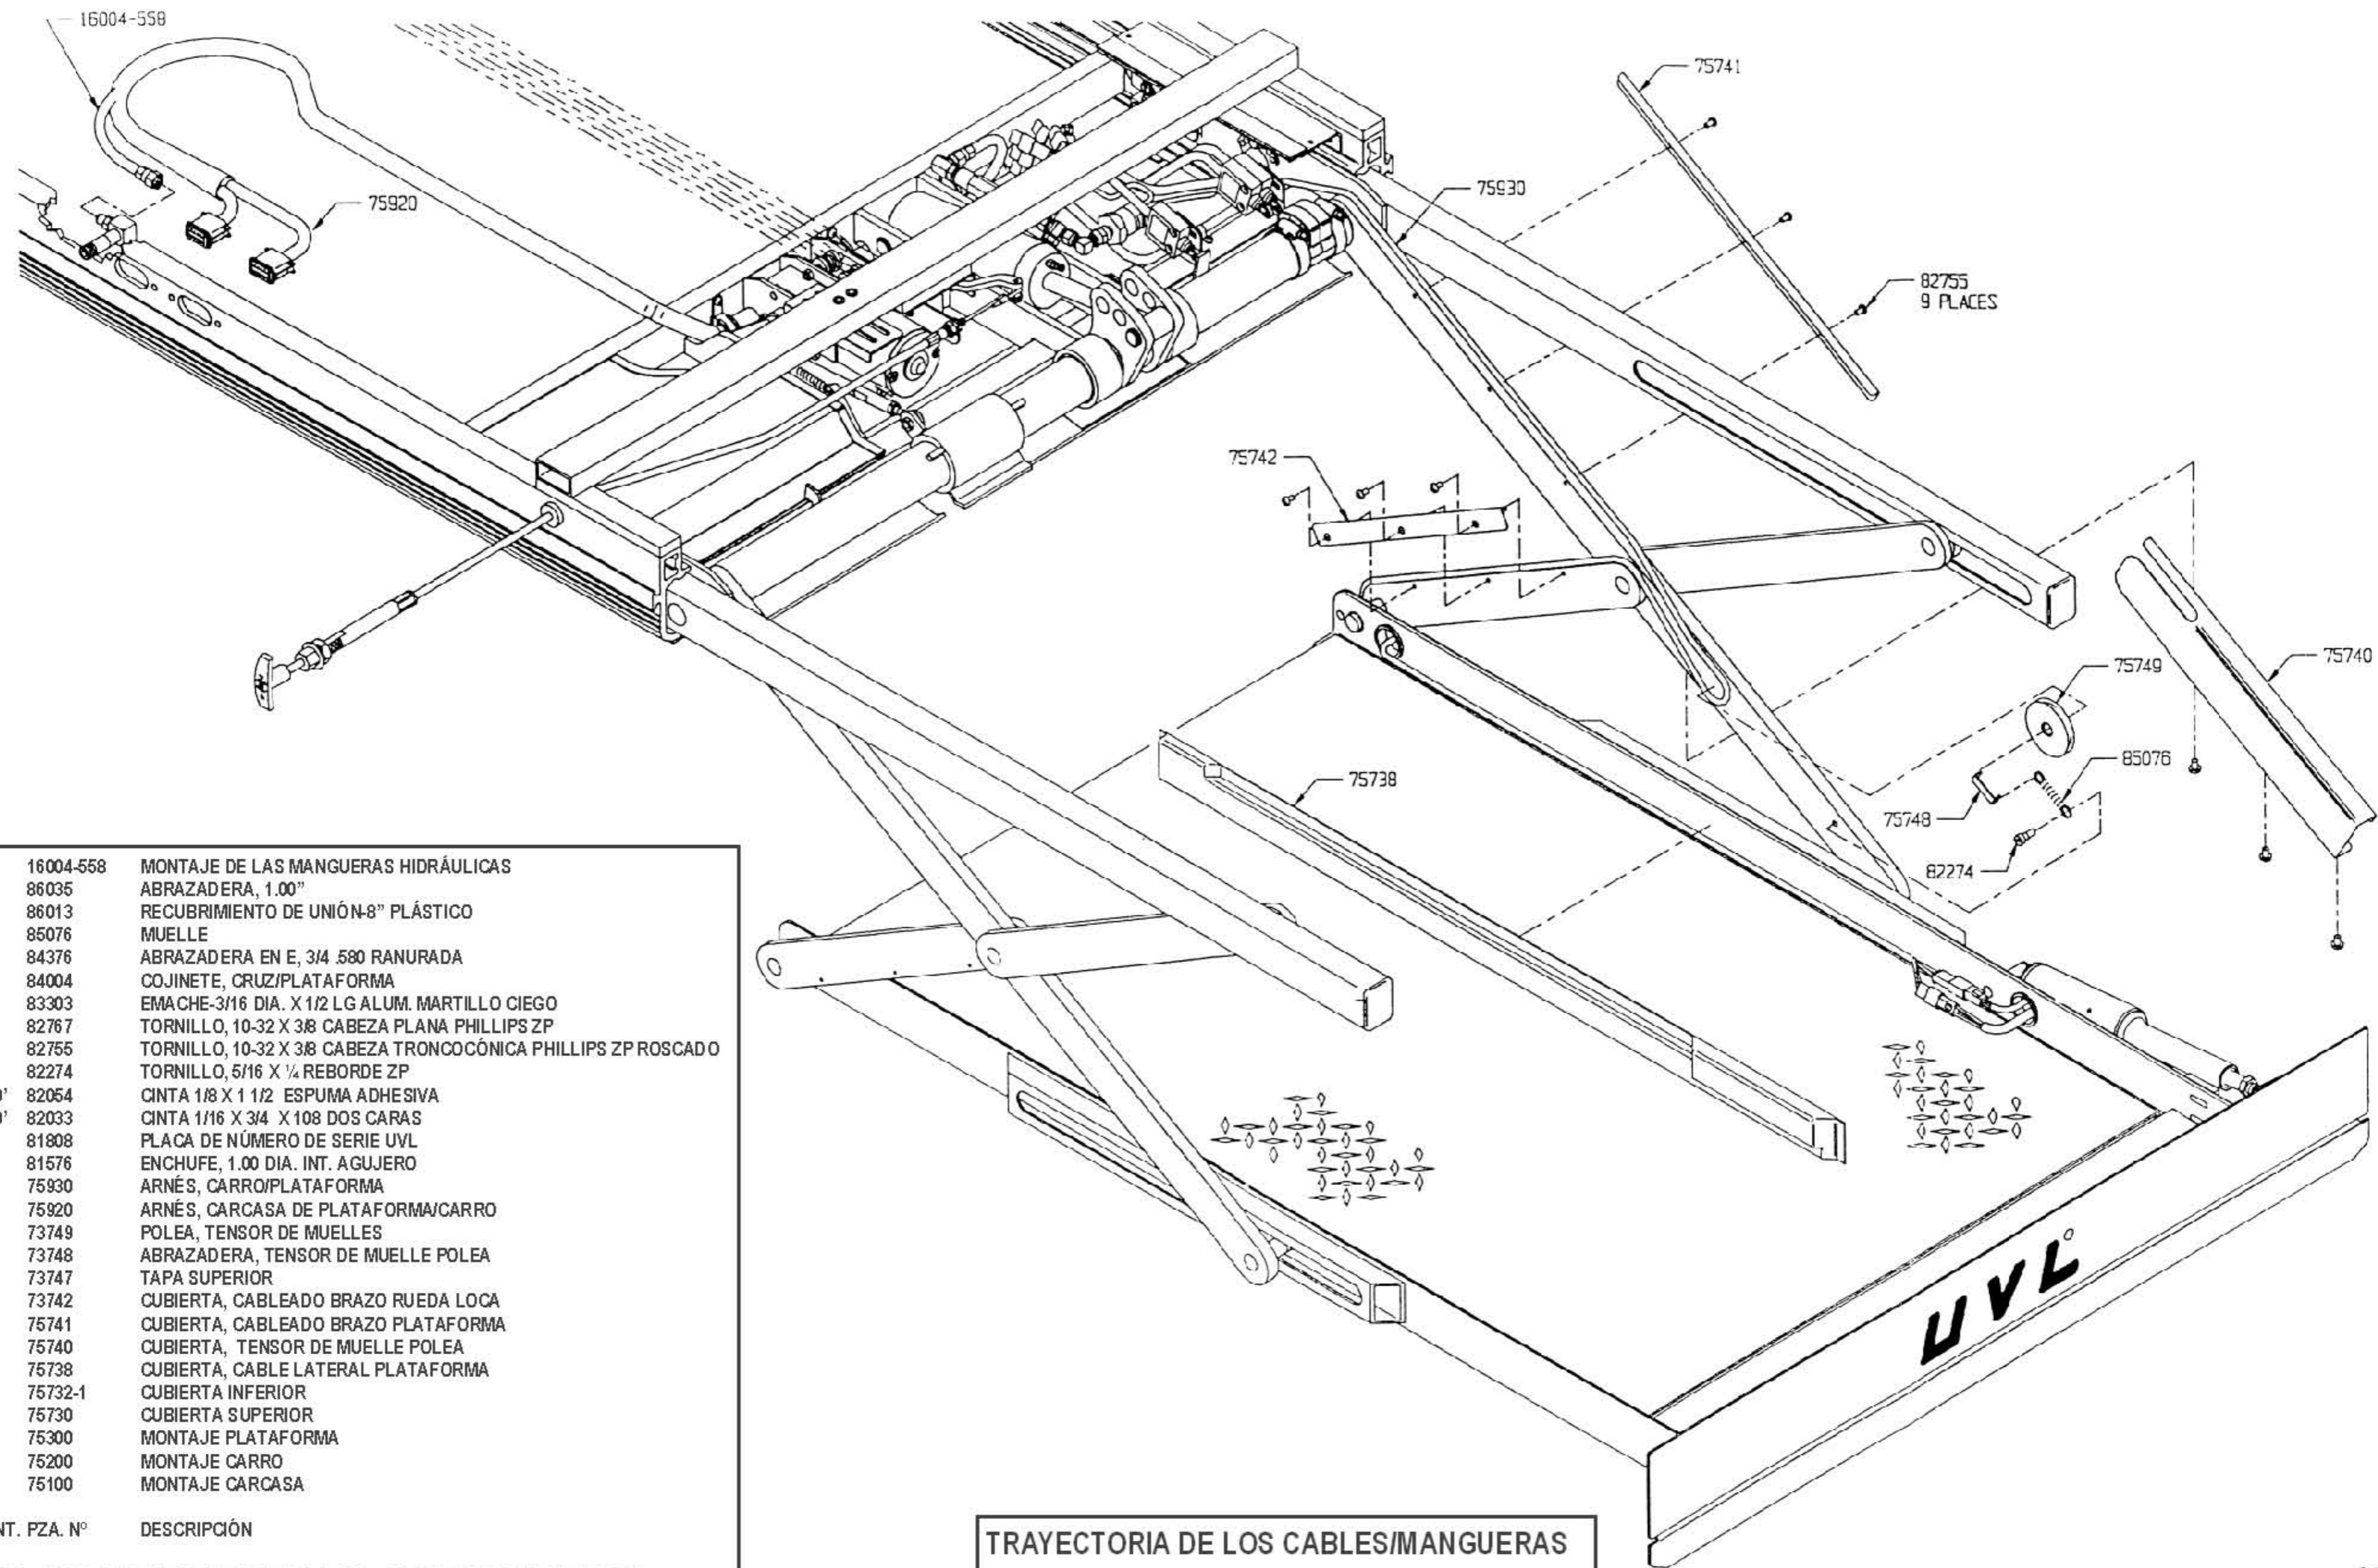 16004-558
75741
75920
75930
82755
9 PLACES
75742
75749
75740
75738
85076
75748
82274
16004-558 MONTAJE DE LAS MANGUERAS HIDRÁULICAS
86035 ABRAZADERA, 1.00”
86013 RECUBRIMIENTO DE UNIÓN-8” PLÁSTICO
85076 MUELLE
84376 ABRAZADERA EN E, 3/4 .580 RANURADA
84004 COJINETE, CRUZ/PLATAFORMA
83303 EMACHE-3/16 DIA. X 1/2 LG ALUM. MARTILLO CIEGO
82767 TORNILLO, 10-32 X 3/8 CABEZA PLANA PHILLIPS ZP
82755 TORNILLO, 10-32 X 3/8 CABEZA TRONCOCÓNICA PHILLIPS ZP ROSCADO
82274 TORNILLO, 5/16 X ¼ REBORDE ZP
82054 CINTA 1/8 X 1 1/2 ESPUMA ADHESIVA
82033 CINTA 1/16 X 3/4 X 108 DOS CARAS
81808 PLACA DE NÚMERO DE SERIE UVL
81576 ENCHUFE, 1.00 DIA. INT. AGUJERO
75930 ARNÉS, CARRO/PLATAFORMA
75920 ARNÉS, CARCASA DE PLATAFORMA/CARRO
73749 POLEA, TENSOR DE MUELLES
73748 ABRAZADERA, TENSOR DE MUELLE POLEA
73747 TAPA SUPERIOR
73742 CUBIERTA, CABLEADO BRAZO RUEDA LOCA
75741 CUBIERTA, CABLEADO BRAZO PLATAFORMA
75740 CUBIERTA, TENSOR DE MUELLE POLEA
75738 CUBIERTA, CABLE LATERAL PLATAFORMA
75732-1 CUBIERTA INFERIOR
75730 CUBIERTA SUPERIOR
75300 MONTAJE PLATAFORMA
75200 MONTAJE CARRO
75100 MONTAJE CARCASA
NT. PZA. Nº DESCRIPCIÓN
UVL
TRAYECTORIA DE LOS CABLES/MANGUERAS